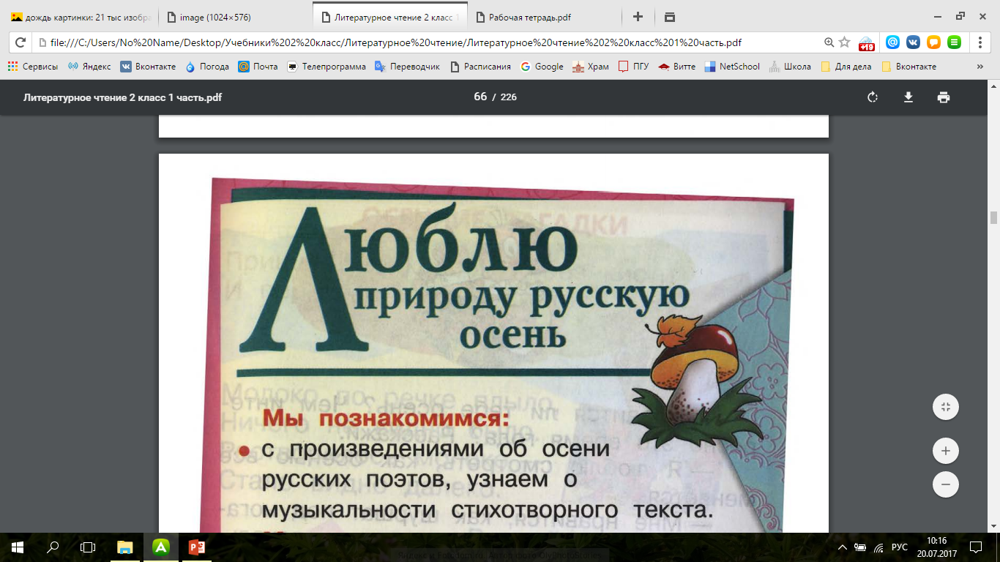 дождь картинки: 21 тыс изобра
image (1024×576)
Литературное чтение 2 класс 1
Рабочая тетрадь.pdf
file:///C:/Users/No%20Name/Desktop/Учебники%202%20класс/Литературное%20чтение/Литературное%20чтение%202%20класс%201%20часть.pdf
+19
Сервисы Яндекс Вконтакте Погода Почта Телепрограмма Переводчик Расписания Google Храм ПГУ Витте NetSchool Школа Для дела Вконтакте »
Литературное чтение 2 класс 1 часть.pdf
66 / 226
Люблю
природу русскую
осень
Мы познакомимся:
• с произведениями об осени
русских поэтов, узнаем о
музыкальности стихотворного текста.
РУС
10:16
20.07.2017